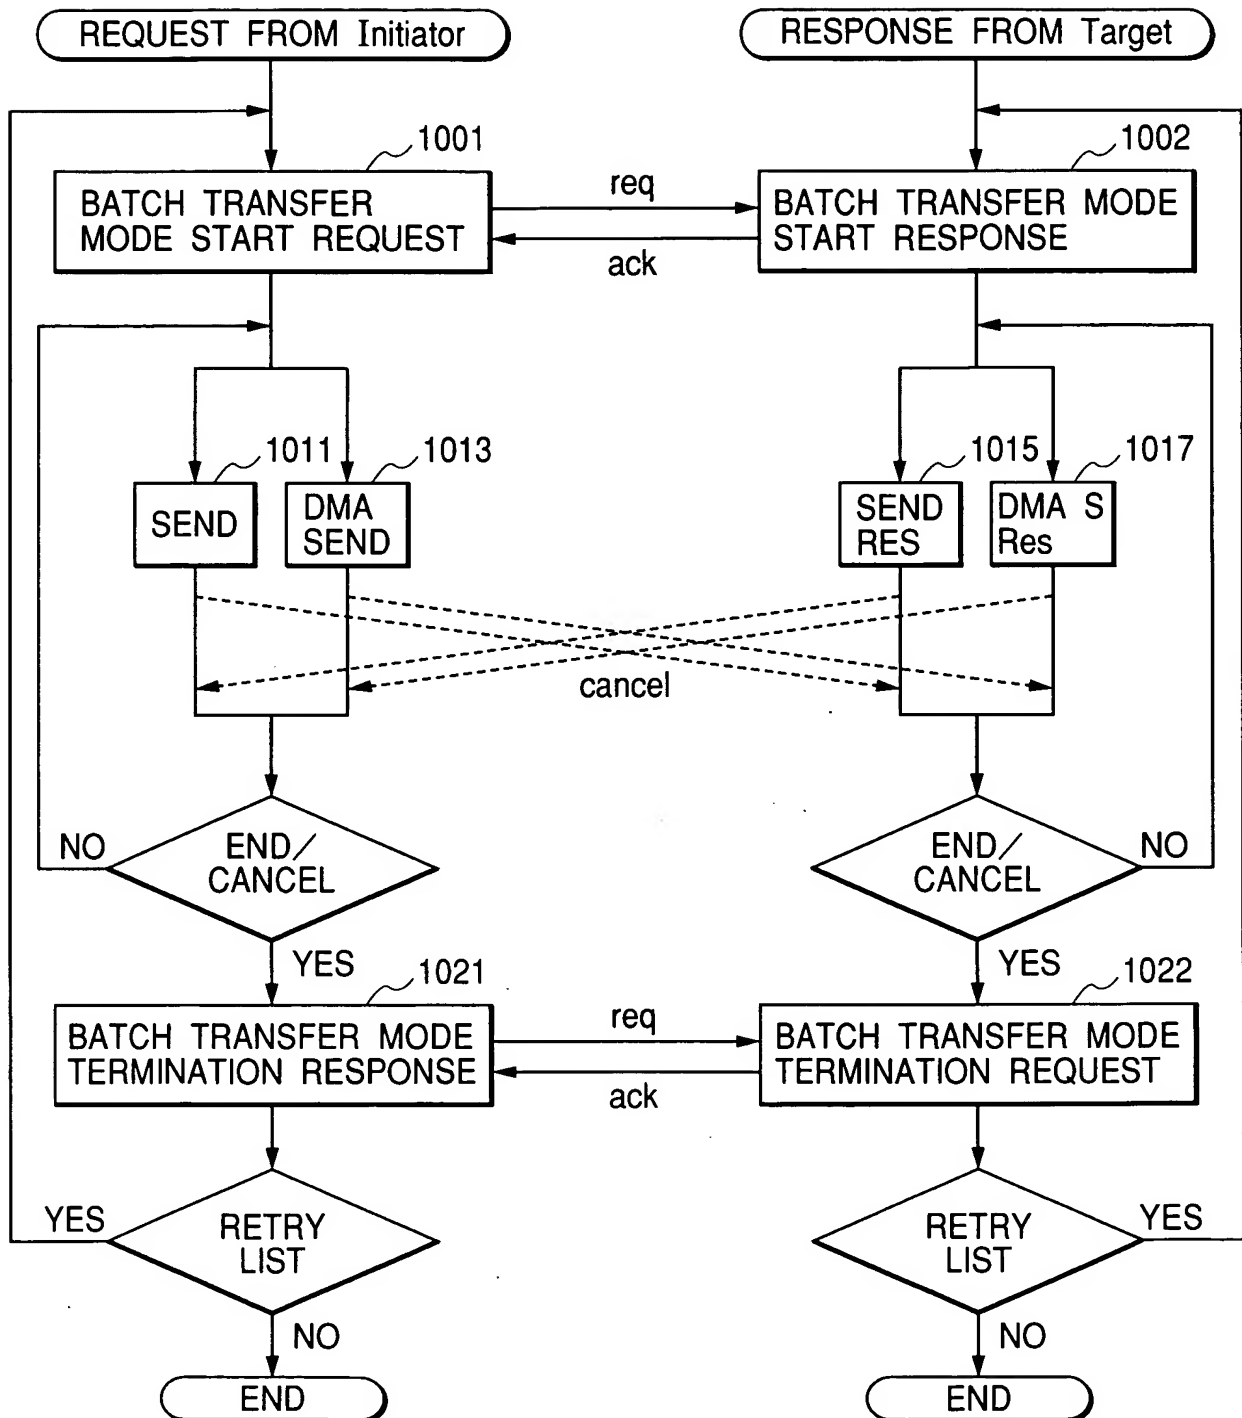 REQUEST FROM Initiator
RESPONSE FROM Target
1001
1002
BATCH TRANSFER
MODE START REQUEST
req
ack
BATCH TRANSFER MODE
START RESPONSE
1011
1013
1015
1017
SEND
DMA
SEND
SEND
RES
DMA S
Res
cancel
NO
END/
CANCEL
YES
END/
CANCEL
NO
YES
1021
1022
BATCH TRANSFER MODE
TERMINATION RESPONSE
req
ack
BATCH TRANSFER MODE
TERMINATION REQUEST
YES
RETRY
LIST
NO
RETRY
LIST
YES
NO
END
END